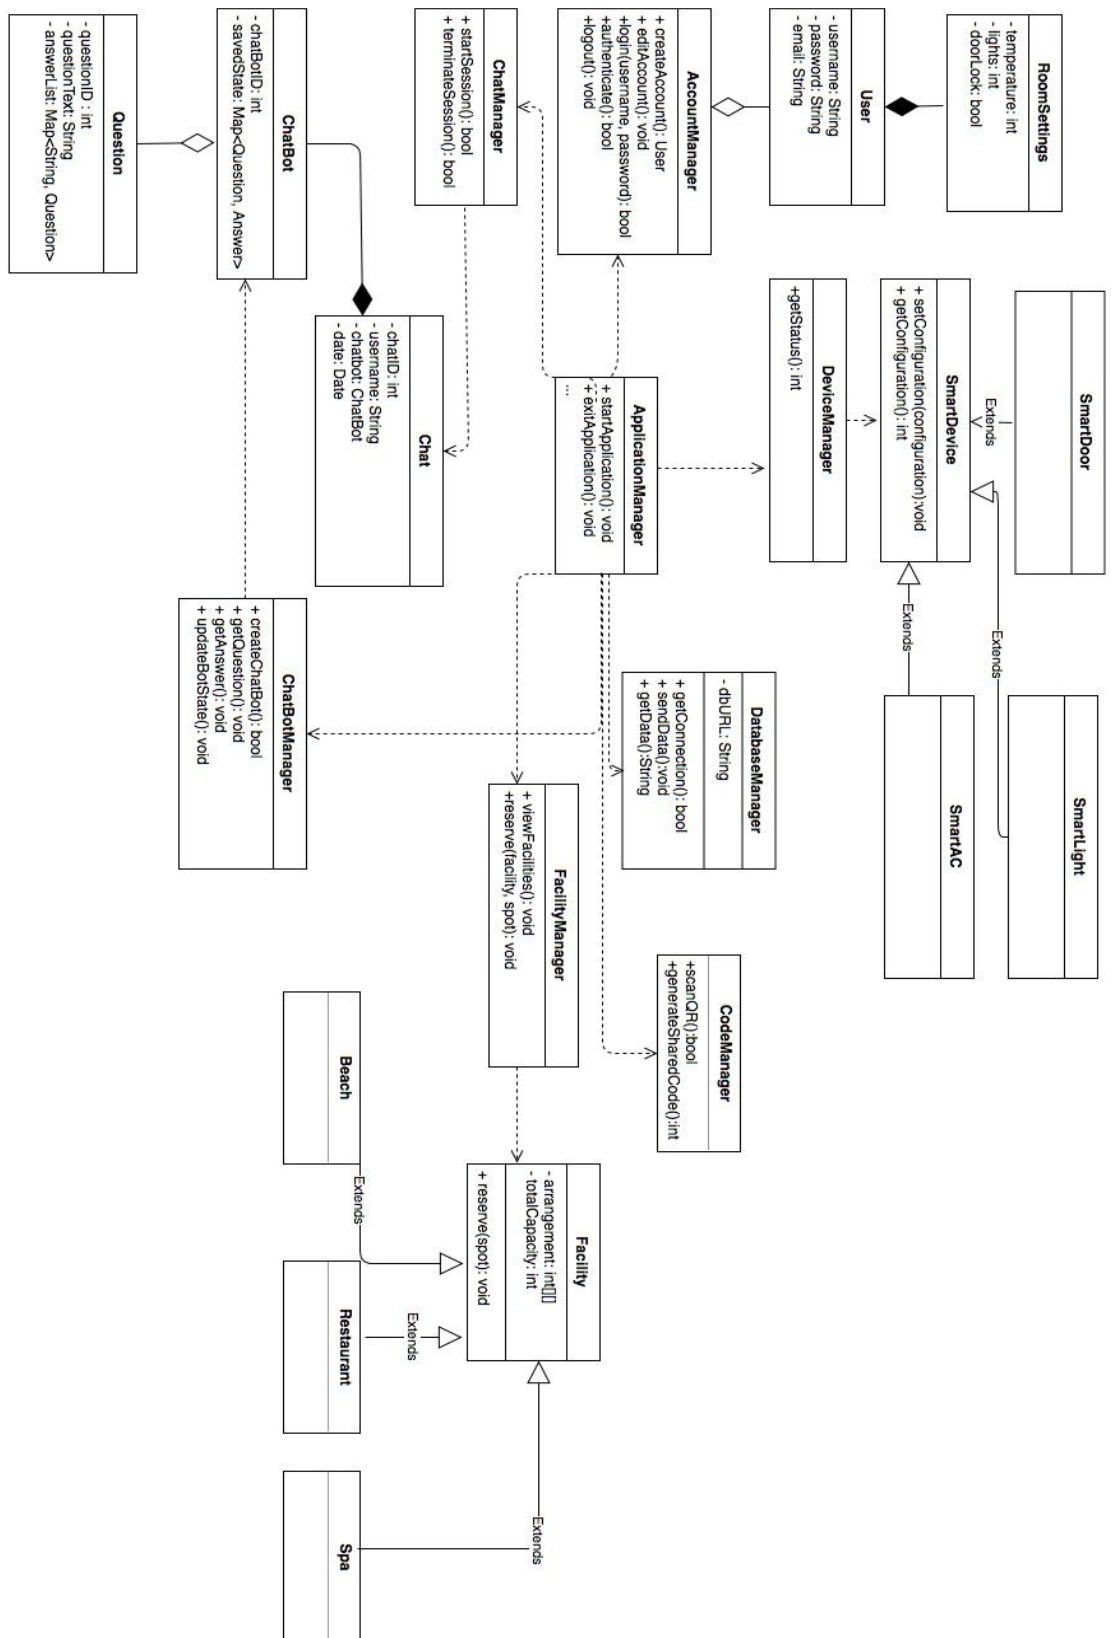 RoomSettings
- temperature: int
- lights: int
- doorLock: bool
User
- username: String
- password: String
- email: String
AccountManager
+ createAccount(): User
+ editAccount(): void
+login(username, password): bool
+authenticate(): bool
+logout(): void
ChatManager
+ startSession(): bool
+ terminateSession(): bool
ChatBot
- chatBotID: int
- savedState: Map<Question, Answer>
Question
- questionID : int
- questionText: String
- answerList: Map<String, Question>
SmartDoor
Extends
SmartDevice
+ setConfiguration(configuration):void
+ getConfiguration(): int
DeviceManager
+getStatus(): int
ApplicationManager
+ startApplication(): void
+ exitApplication(): void
...
Chat
- chatID: int
- username: String
- chatbot: ChatBot
- date: Date
SmartLight
Extends
SmartAC
Extends
DatabaseManager
- dbURL: String
+ getConnection(): bool
+ sendData():void
+ getData():String
ChatBotManager
+ createChatBot(): bool
+ getQuestion(): void
+ getAnswer(): void
+ updateBotState(): void
FacilityManager
+ viewFacilities(): void
+reserve(facility, spot): void
CodeManager
+scanQR():bool
+generateSharedCode():int
Facility
- arrangement: int[][]
- totalCapacity: int
+ reserve(spot): void
Beach
Extends
Restaurant
Extends
Spa
Extends